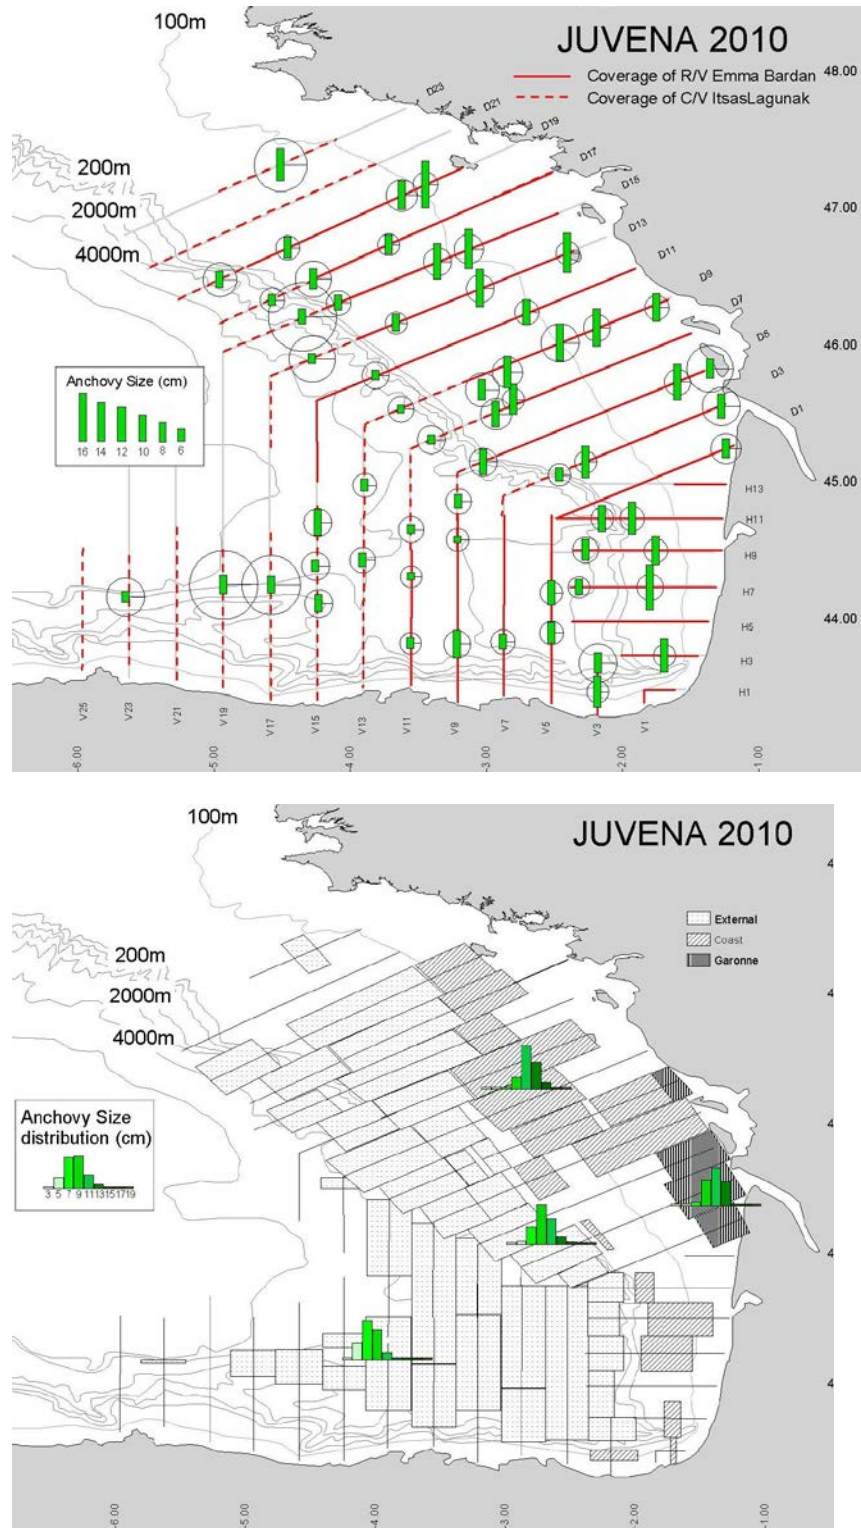 100m
JUVENA 2010
Coverage of R/V Emma Bardan
Coverage of C/V ItsasLagunak
48.00
D23
D21
D19
D17
D15
200m
2000m
4000m
47.00
D13
D11
D9
D7
D5
D3
D1
46.00
Anchovy Size (cm)
16 14 12 10 8 6
45.00
H13
H11
H9
H7
H5
H3
H1
44.00
V25 V23 V21 V19 V17 V15 V13 V11 V9 V7 V5 V3 V1
-6.00 -5.00 -4.00 -3.00 -2.00 -1.00
100m
JUVENA 2010
4
External
Coast
Garonne
200m
2000m
4000m
4
4
Anchovy Size
distribution (cm)
3 5 7 9 11 13 15 17 19
4
4
-6.00 -5.00 -4.00 -3.00 -2.00 -1.00